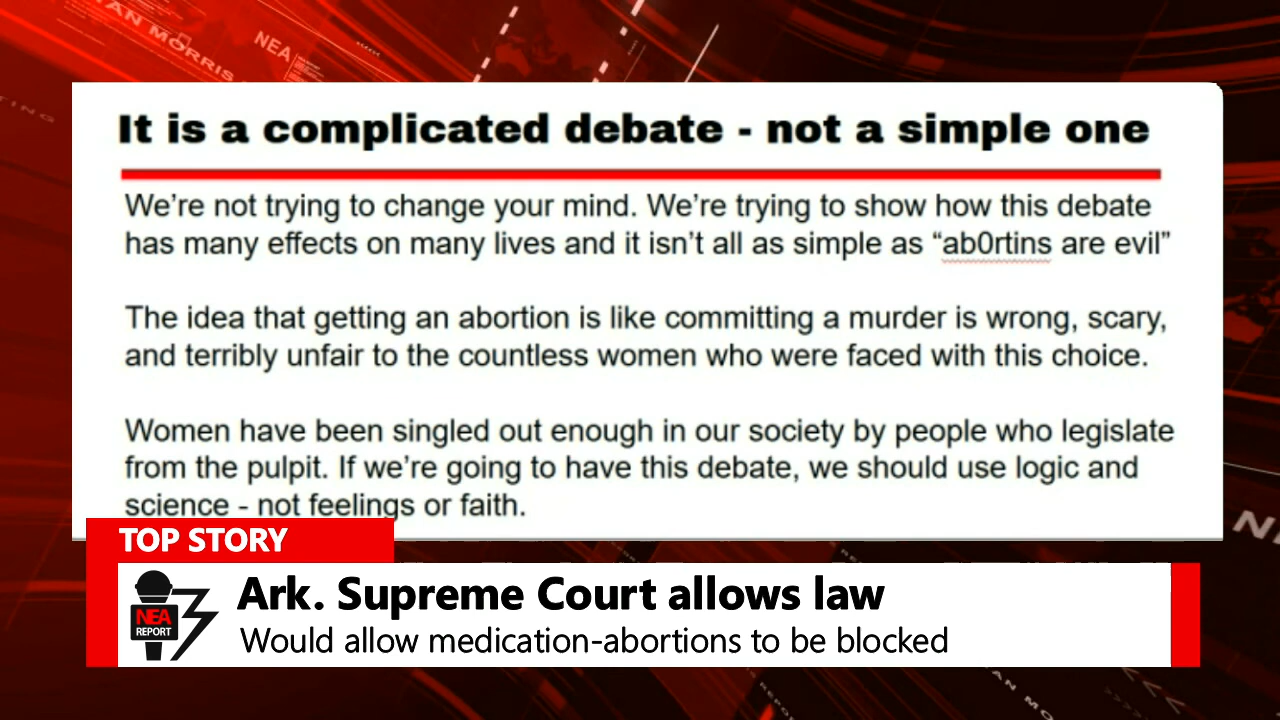 AN MORRIS
NEA
TING
It is a complicated debate - not a simple one
We’re not trying to change your mind. We’re trying to show how this debate
has many effects on many lives and it isn’t all as simple as “ab0rtins are evil”
The idea that getting an abortion is like committing a murder is wrong, scary,
and terribly unfair to the countless women who were faced with this choice.
Women have been singled out enough in our society by people who legislate
from the pulpit. If we’re going to have this debate, we should use logic and
science - not feelings or faith.
TOP STORY
NEA
REPORT
Ark. Supreme Court allows law
Would allow medication-abortions to be blocked